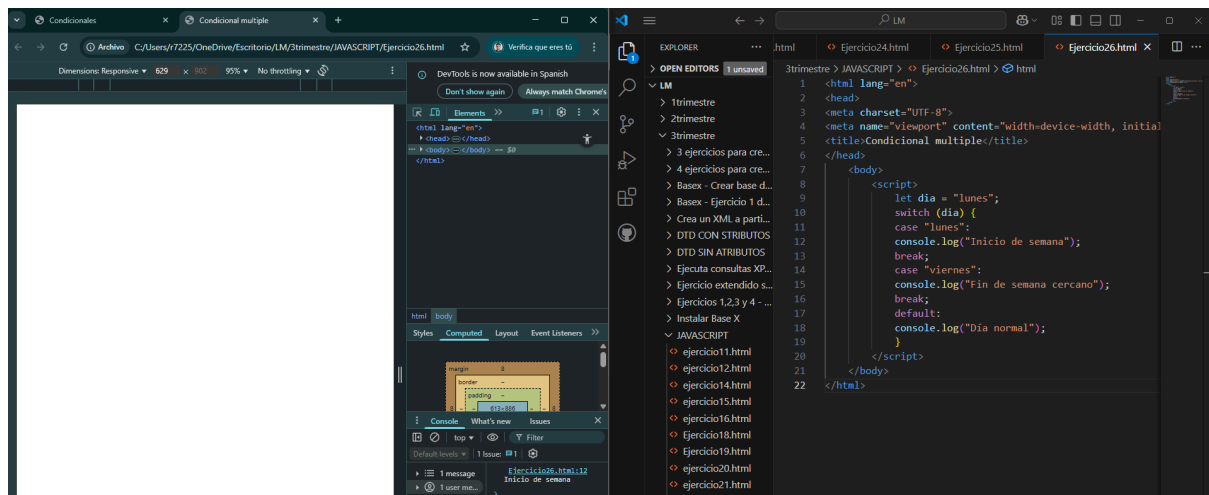 Condicionales
Condicional multiple
Archivo C:/Users/r7225/OneDrive/Escritorio/LM/3trimestre/JAVASCRIPT/Ejercicio26.html
Verifica que eres tú
Dimensions: Responsive 629 x 902 95% No throttling
DevTools is now available in Spanish
Don't show again Always match Chrome's
Elements 1
<html lang="en">
<head> </head>
<body> </body> == $0
</html>
html body
Styles Computed Layout Event Listeners
margin 8
border -
padding -
8 - - 613×886 - - 8
Console What's new Issues
top Filter
Default levels 1 Issue: 1
1 message
1 user me...
Ejercicio26.html:12
Inicio de semana
LM
EXPLORER
OPEN EDITORS 1 unsaved
LM
1trimestre
2trimestre
3trimestre
3 ejercicios para cre...
4 ejercicios para cre...
Basex - Crear base d...
Basex - Ejercicio 1 d...
Crea un XML a parti...
DTD CON STRIBUTOS
DTD SIN ATRIBUTOS
Ejecuta consultas XP...
Ejercicio extendido s...
Ejercicios 1,2,3 y 4 - ...
Instalar Base X
JAVASCRIPT
ejercicio11.html
ejercicio12.html
ejercicio14.html
ejercicio15.html
ejercicio16.html
Ejercicio18.html
Ejercicio19.html
ejercicio20.html
ejercicio21.html
.html Ejercicio24.html Ejercicio25.html Ejercicio26.html
3trimestre > JAVASCRIPT > Ejercicio26.html > html
1 <html lang="en">
2 <head>
3 <meta charset="UTF-8">
4 <meta name="viewport" content="width=device-width, initial
5 <title>Condicional multiple</title>
6 </head>
7 <body>
8 <script>
9 let dia = "lunes";
10 switch (dia) {
11 case "lunes":
12 console.log("Inicio de semana");
13 break;
14 case "viernes":
15 console.log("Fin de semana cercano");
16 break;
17 default:
18 console.log("Día normal");
19 }
20 </script>
21 </body>
22 </html>